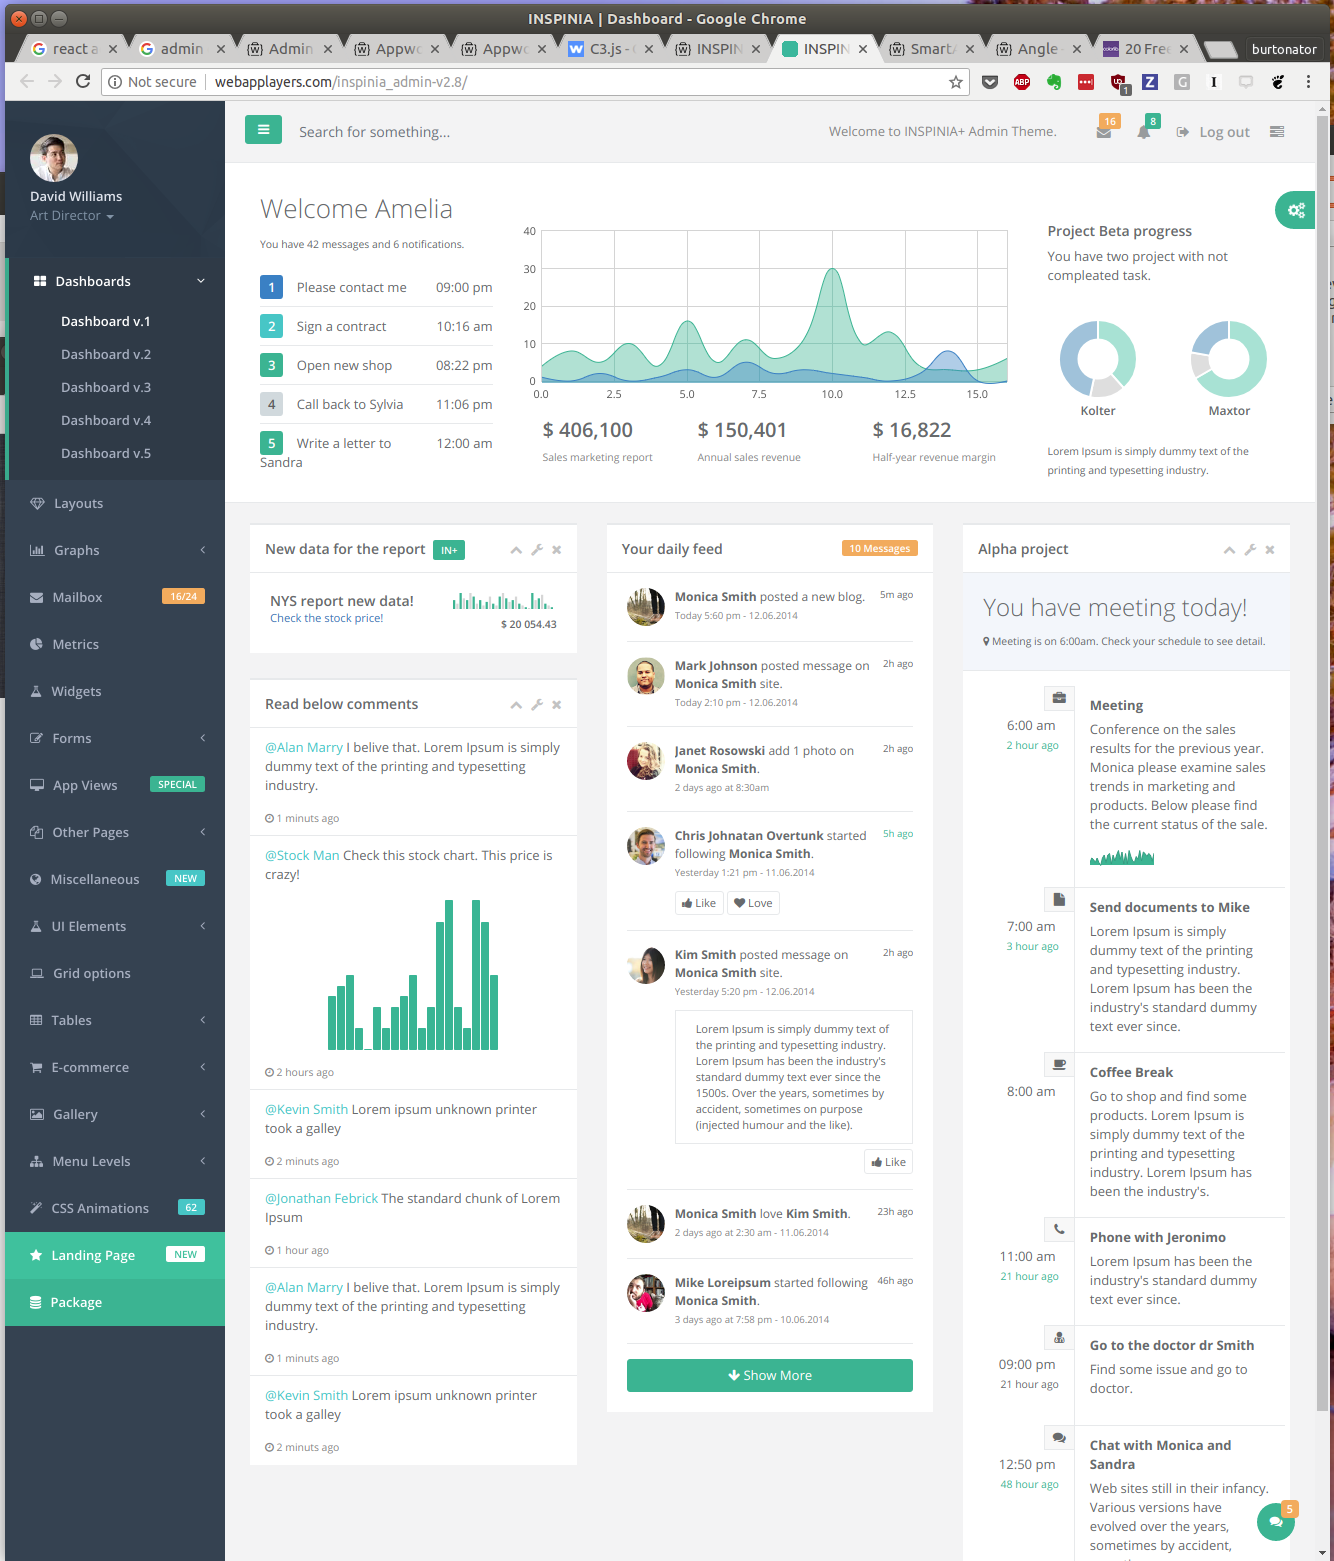 INSPINIA | Dashboard - Google Chrome
react a
admin
Admin
Appwo
Appwo
C3.js -
INSPIN
INSPIN
Smart
Angle
20 Free
burtonator
Not secure | webapplayers.com/inspinia_admin-v2.8/
ABP
1
Z
G
I
David Williams
Art Director
Dashboards
Dashboard v.1
Dashboard v.2
Dashboard v.3
Dashboard v.4
Dashboard v.5
Layouts
Graphs
Mailbox 16/24
Metrics
Widgets
Forms
App Views SPECIAL
Other Pages
Miscellaneous NEW
UI Elements
Grid options
Tables
E-commerce
Gallery
Menu Levels
CSS Animations 62
Landing Page NEW
Package
Search for something...
Welcome to INSPINIA+ Admin Theme.
16
8
Log out
Welcome Amelia
You have 42 messages and 6 notifications.
1 Please contact me 09:00 pm
2 Sign a contract 10:16 am
3 Open new shop 08:22 pm
4 Call back to Sylvia 11:06 pm
5 Write a letter to 12:00 am
Sandra
40
30
20
10
0
0.0 2.5 5.0 7.5 10.0 12.5 15.0
$ 406,100
Sales marketing report
$ 150,401
Annual sales revenue
$ 16,822
Half-year revenue margin
Project Beta progress
You have two project with not
compleated task.
Kolter
Maxtor
Lorem Ipsum is simply dummy text of the
printing and typesetting industry.
New data for the report IN+
NYS report new data!
Check the stock price!
$ 20 054.43
Read below comments
@Alan Marry I belive that. Lorem Ipsum is simply
dummy text of the printing and typesetting
industry.
1 minuts ago
@Stock Man Check this stock chart. This price is
crazy!
2 hours ago
@Kevin Smith Lorem ipsum unknown printer
took a galley
2 minuts ago
@Jonathan Febrick The standard chunk of Lorem
Ipsum
1 hour ago
@Alan Marry I belive that. Lorem Ipsum is simply
dummy text of the printing and typesetting
industry.
1 minuts ago
@Kevin Smith Lorem ipsum unknown printer
took a galley
2 minuts ago
Your daily feed 10 Messages
Monica Smith posted a new blog. 5m ago
Today 5:60 pm - 12.06.2014
Mark Johnson posted message on 2h ago
Monica Smith site.
Today 2:10 pm - 12.06.2014
Janet Rosowski add 1 photo on 2h ago
Monica Smith.
2 days ago at 8:30am
Chris Johnatan Overtunk started 5h ago
following Monica Smith.
Yesterday 1:21 pm - 11.06.2014
Like
Love
Kim Smith posted message on 2h ago
Monica Smith site.
Yesterday 5:20 pm - 12.06.2014
Lorem Ipsum is simply dummy text of
the printing and typesetting industry.
Lorem Ipsum has been the industry's
standard dummy text ever since the
1500s. Over the years, sometimes by
accident, sometimes on purpose
(injected humour and the like).
Like
Monica Smith love Kim Smith. 23h ago
2 days ago at 2:30 am - 11.06.2014
Mike Loreipsum started following 46h ago
Monica Smith.
3 days ago at 7:58 pm - 10.06.2014
Show More
Alpha project
You have meeting today!
Meeting is on 6:00am. Check your schedule to see detail.
6:00 am
2 hour ago
Meeting
Conference on the sales
results for the previous year.
Monica please examine sales
trends in marketing and
products. Below please find
the current status of the sale.
7:00 am
3 hour ago
Send documents to Mike
Lorem Ipsum is simply
dummy text of the printing
and typesetting industry.
Lorem Ipsum has been the
industry's standard dummy
text ever since.
8:00 am
Coffee Break
Go to shop and find some
products. Lorem Ipsum is
simply dummy text of the
printing and typesetting
industry. Lorem Ipsum has
been the industry's.
11:00 am
21 hour ago
Phone with Jeronimo
Lorem Ipsum has been the
industry's standard dummy
text ever since.
09:00 pm
21 hour ago
Go to the doctor dr Smith
Find some issue and go to
doctor.
12:50 pm
48 hour ago
Chat with Monica and
Sandra
Web sites still in their infancy.
Various versions have
evolved over the years,
sometimes by accident,
5